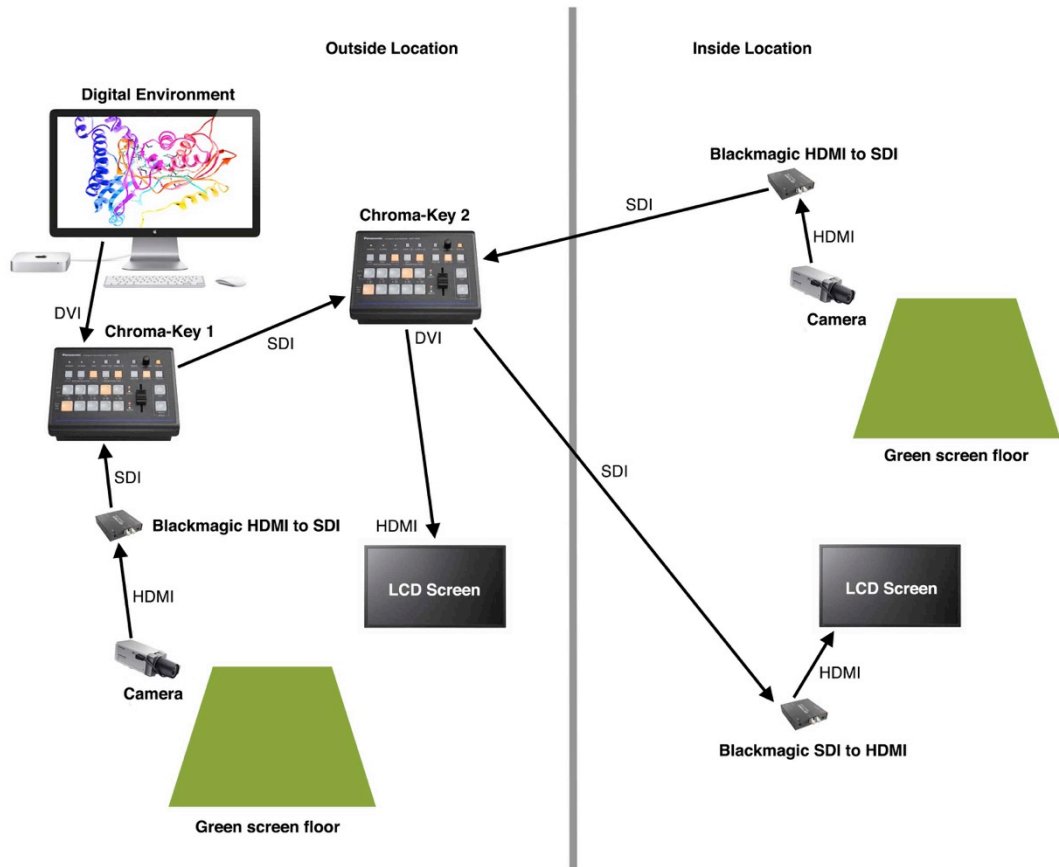 Outside Location
Inside Location
Digital Environment
Blackmagic HDMI to SDI
SDI
HDMI
Chroma-Key 2
Camera
DVI
Chroma-Key 1
SDI
DVI
Panasonic
Panasonic
Green screen floor
SDI
SDI
Blackmagic HDMI to SDI
HDMI
LCD Screen
LCD Screen
HDMI
HDMI
Camera
Blackmagic SDI to HDMI
Green screen floor